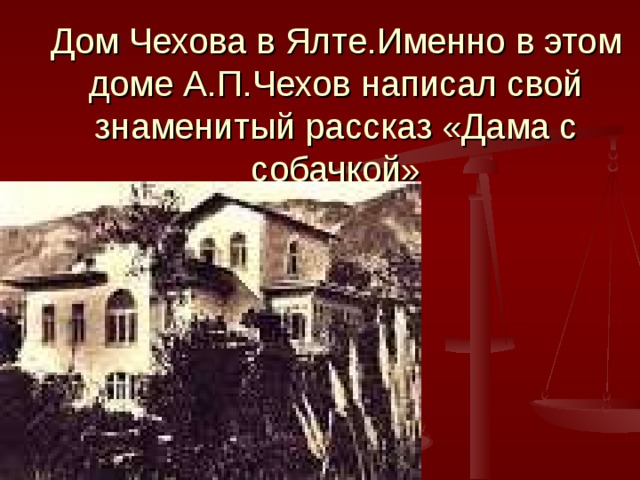 Дом Чехова в Ялте.Именно в этом
доме А.П.Чехов написал свой
знаменитый рассказ «Дама с
собачкой»